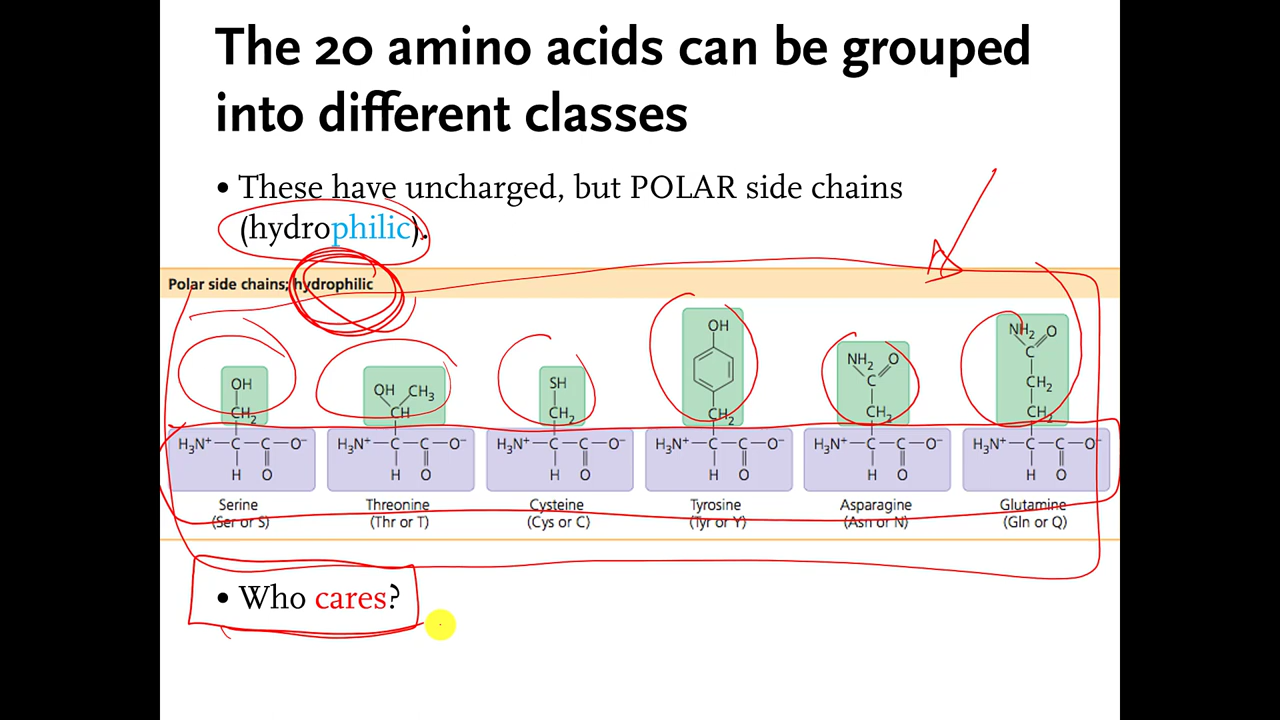 The 20 amino acids can be grouped
into different classes
• These have uncharged, but POLAR side chains
(hydrophilic).
Polar side chains; hydrophilic
OH
CH2
H3N+—C—C—O−
H O
Serine
(Ser or S)
OH CH3
CH
H3N+—C—C—O−
H O
Threonine
(Thr or T)
SH
CH2
H3N+—C—C—O−
H O
Cysteine
(Cys or C)
OH
CH2
H3N+—C—C—O−
H O
Tyrosine
(Tyr or Y)
NH2 O
C
CH2
H3N+—C—C—O−
H O
Asparagine
(Asn or N)
NH2 O
C
CH2
CH2
H3N+—C—C—O−
H O
Glutamine
(Gln or Q)
• Who cares?